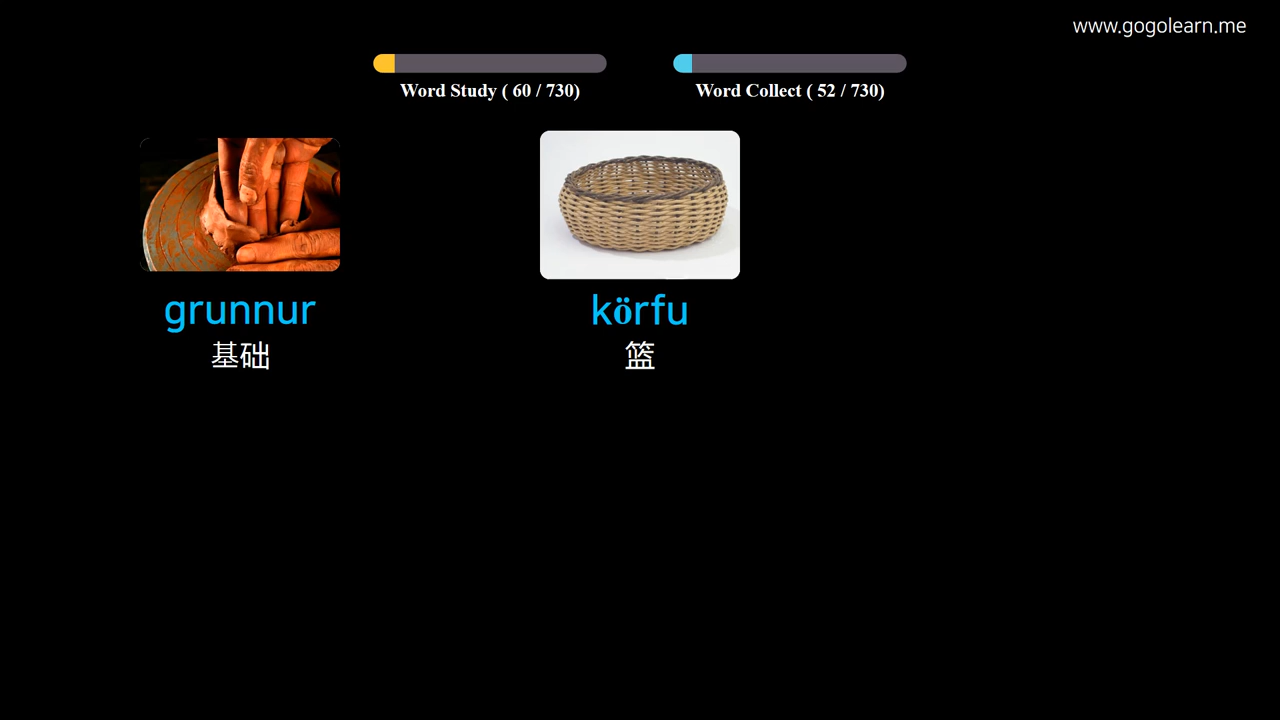 www.gogolearn.me
Word Study ( 60 / 730)
Word Collect ( 52 / 730)
grunnur
基础
körfu
篮